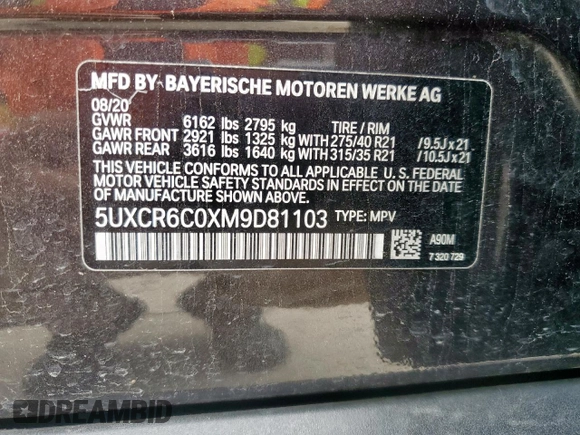 MFD BY BAYERISCHE MOTOREN WERKE AG
08/20
GVWR 6162 lbs 2795 kg TIRE / RIM
GAWR FRONT 2921 lbs 1325 kg WITH 275/40 R21 /9.5J x 21
GAWR REAR 3616 lbs 1640 kg WITH 315/35 R21 /10.5J x 21
THIS VEHICLE CONFORMS TO ALL APPLICABLE U. S. FEDERAL
MOTOR VEHICLE SAFETY STANDARDS IN EFFECT ON THE DATE
OF MANUFACTURE SHOWN ABOVE.
5UXCR6C0XM9D81103 TYPE: MPV
A90M
7 320 729
DREAMBID